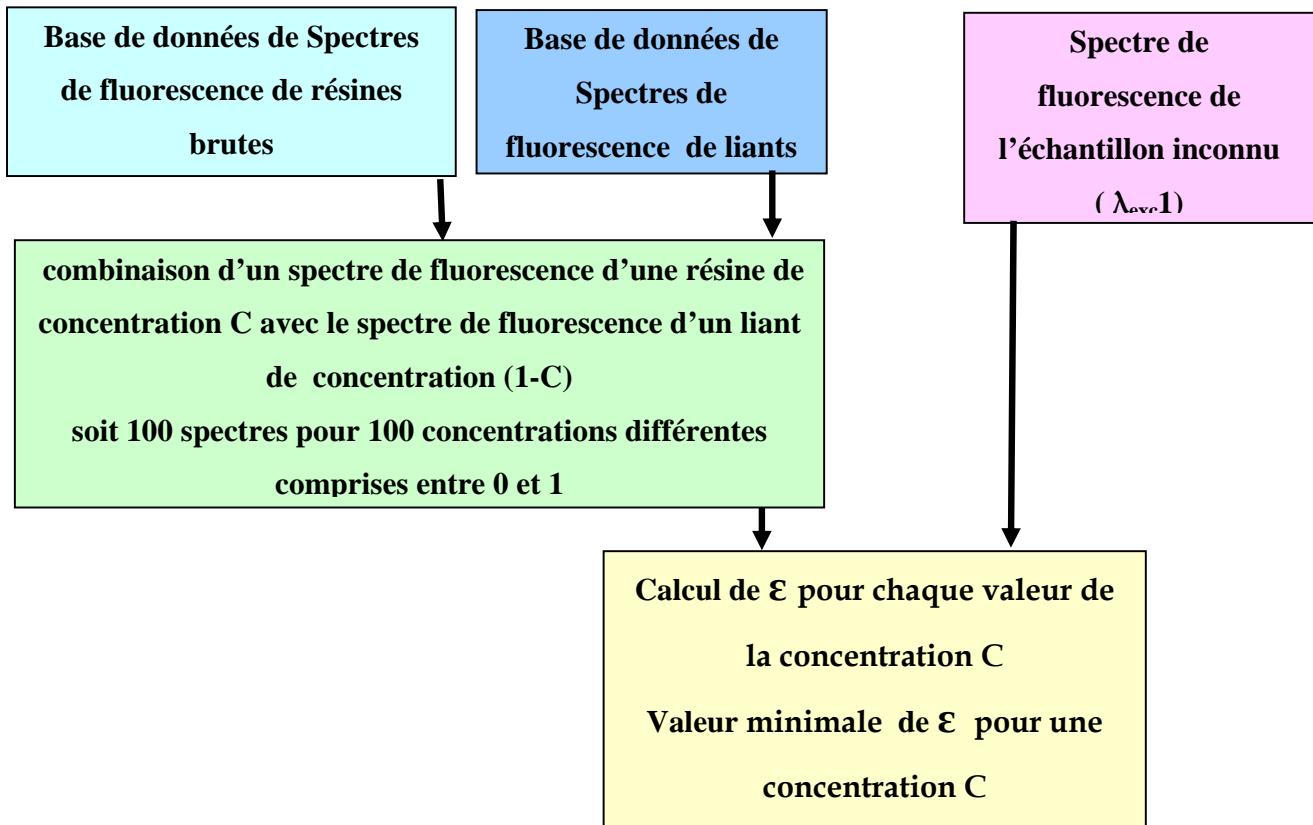 Base de données de Spectres
de fluorescence de résines
brutes
Base de données de
Spectres de
fluorescence de liants
Spectre de
fluorescence de
l’échantillon inconnu
( λexc1)
combinaison d’un spectre de fluorescence d’une résine de
concentration C avec le spectre de fluorescence d’un liant
de concentration (1-C)
soit 100 spectres pour 100 concentrations différentes
comprises entre 0 et 1
Calcul de ε pour chaque valeur de
la concentration C
Valeur minimale de ε pour une
concentration C